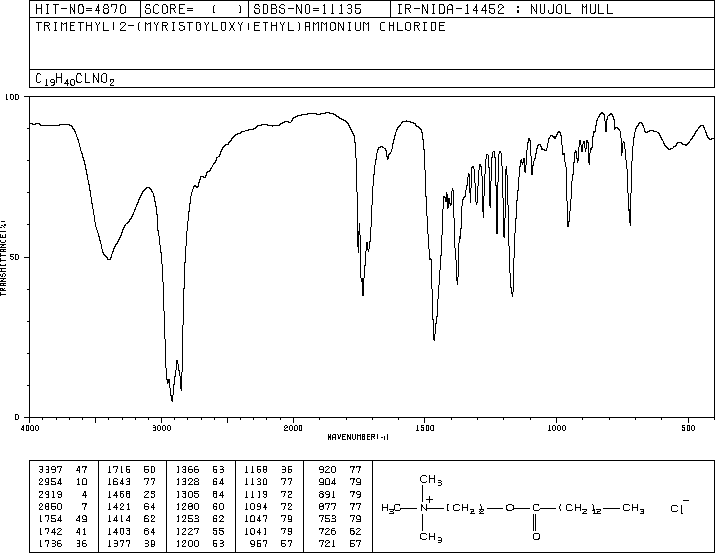 HIT-NO=4870 SCORE= ( ) SDBS-NO=11135 IR-NIDA-14452 : NUJOL MULL
TRIMETHYL(2-(MYRISTOYLOXY)ETHYL)AMMONIUM CHLORIDE
C19H40CLNO2
100
50
0
TRANSMITTANCE(%)
4000 3000 2000 1500 1000 500
WAVENUMBER(-1)
3397 47 1716 50 1366 63 1168 36 920 77
2954 10 1643 77 1328 64 1130 77 904 79
2919 4 1468 23 1305 64 1119 72 891 79
2850 7 1421 64 1280 60 1094 72 877 77
1754 49 1414 62 1253 62 1047 79 753 79
1742 41 1403 64 1227 55 1041 79 726 62
1736 36 1377 39 1200 53 957 57 721 57
CH3
H3C N+ (CH2)2 O C (CH2)12 CH3 Cl−
CH3 O